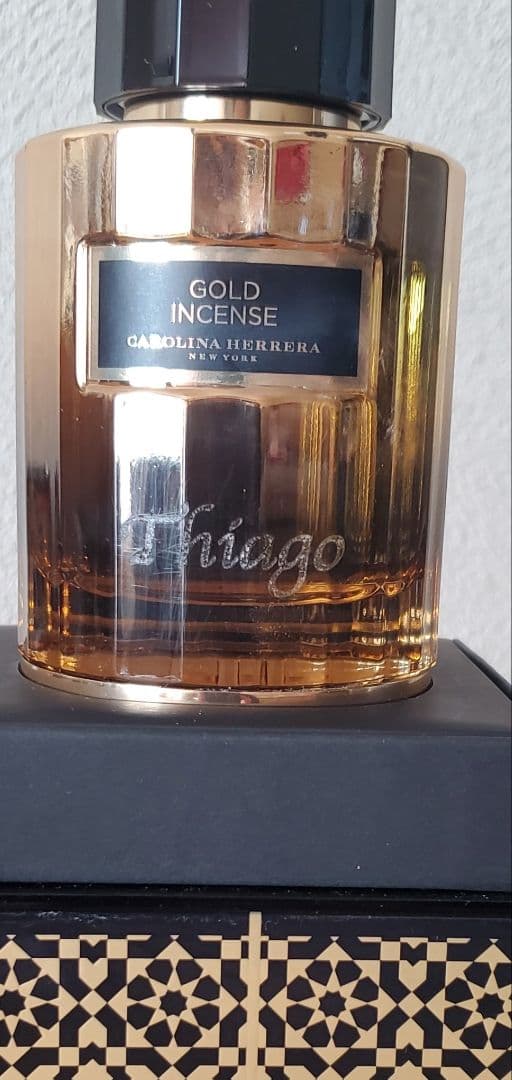 GOLD
INCENSE
CAROLINA HERRERA
NEW YORK
Thiago